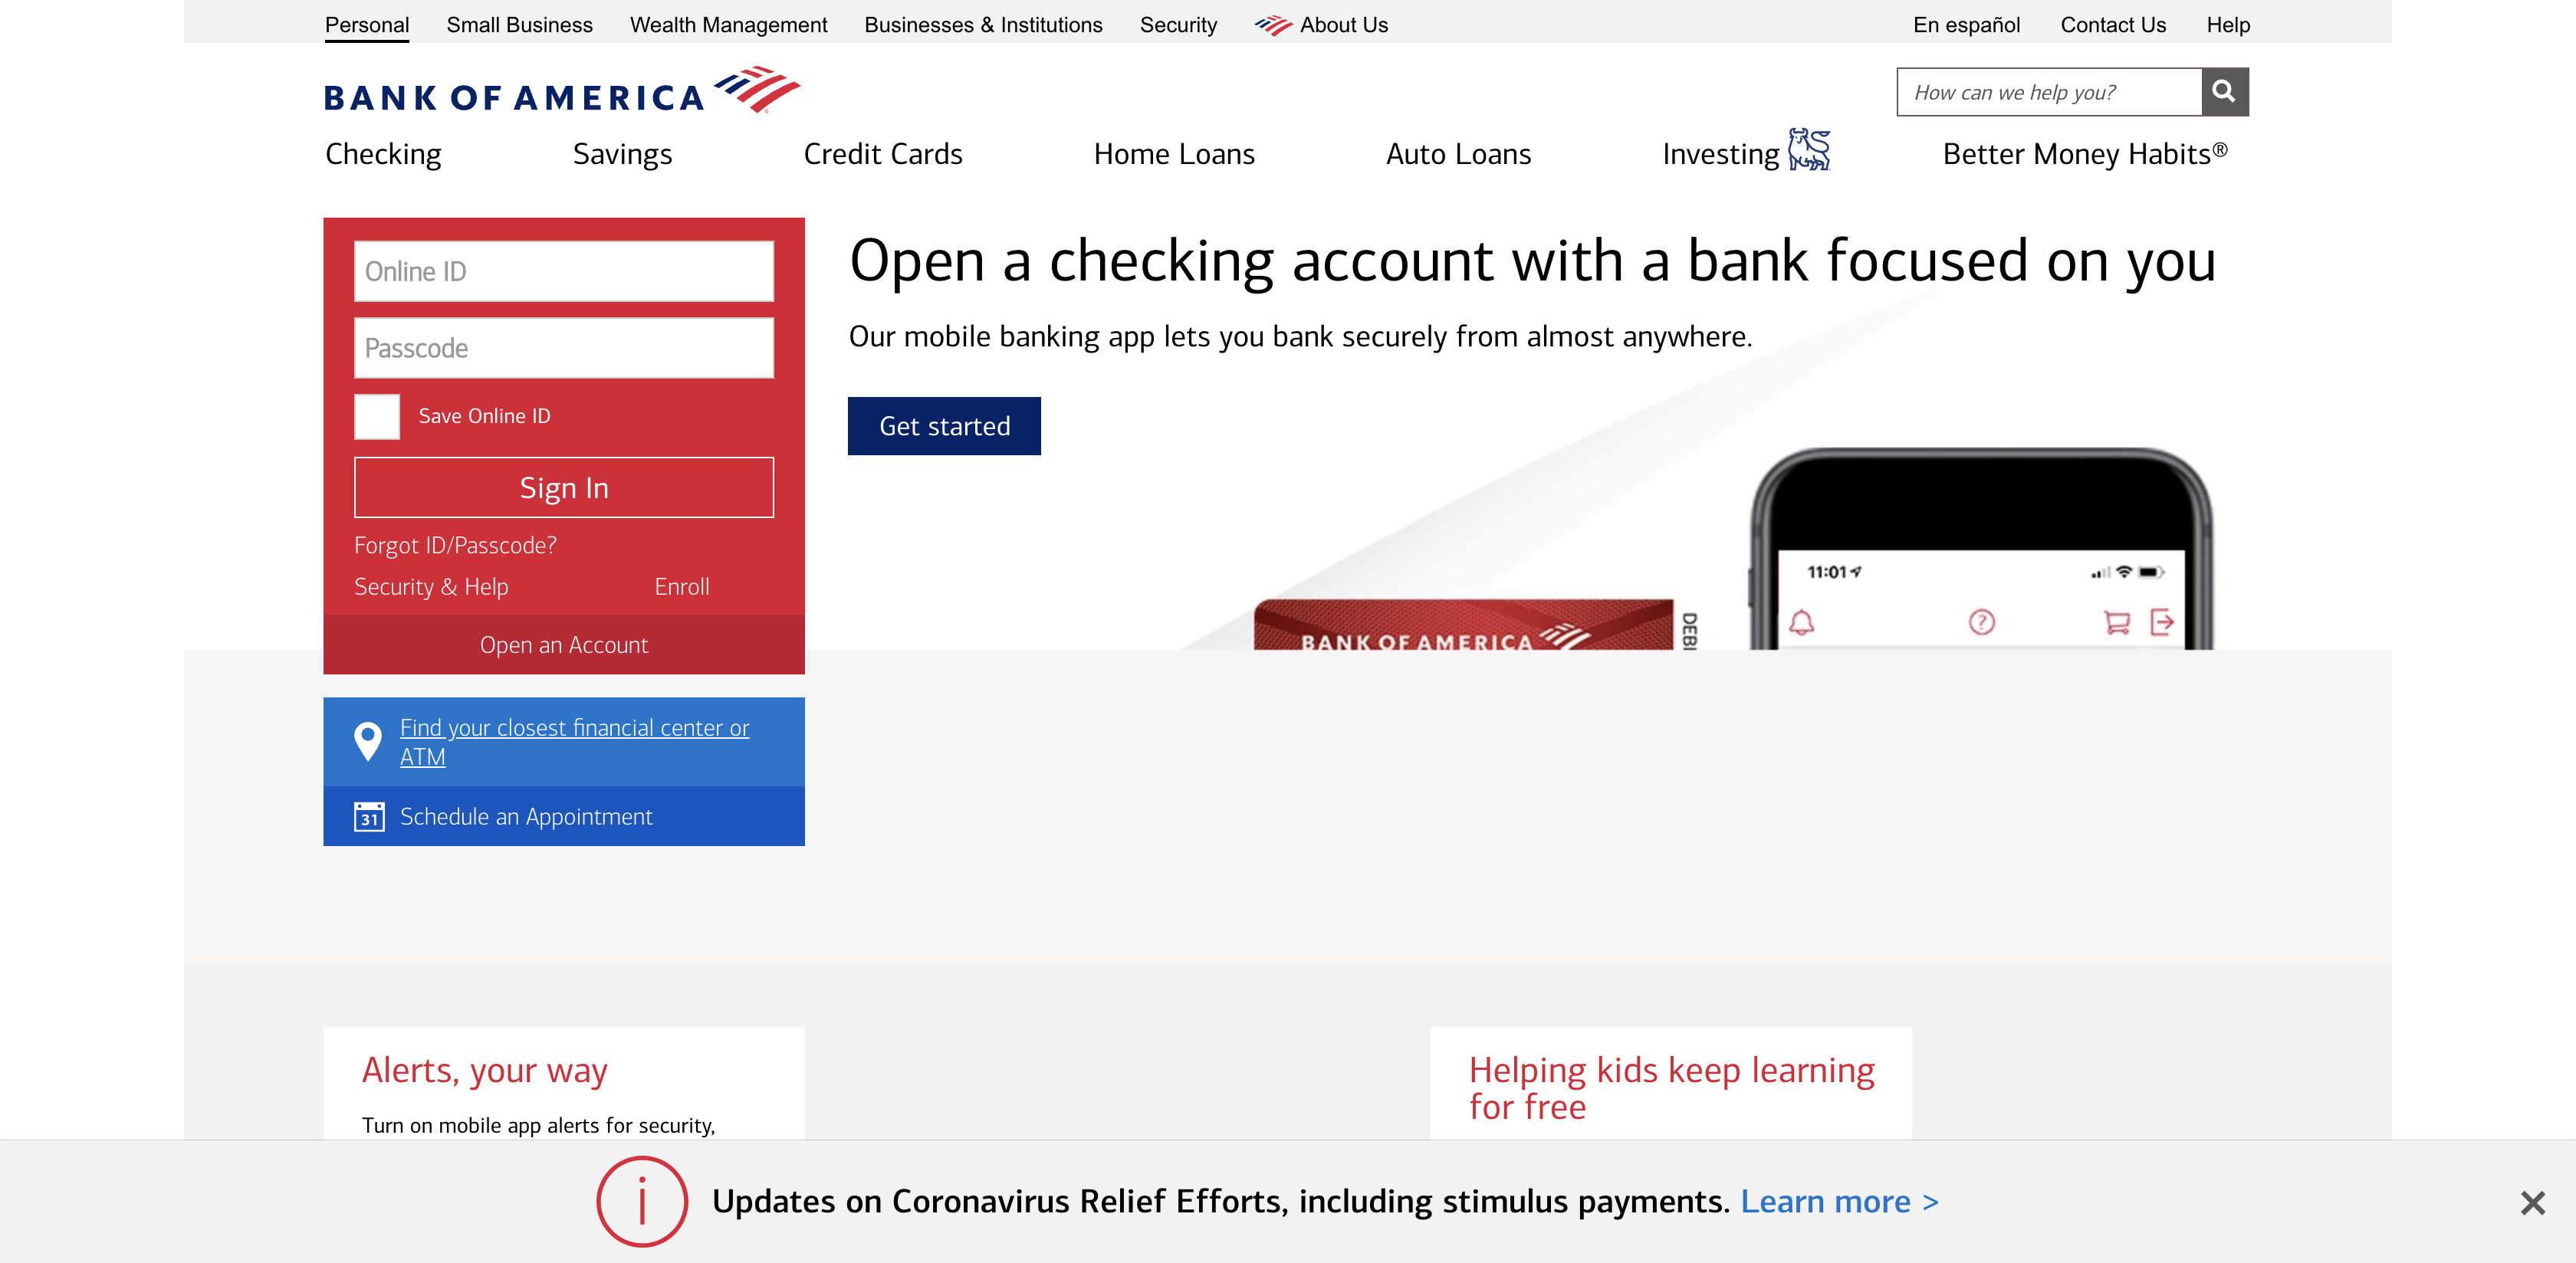 Personal Small Business Wealth Management Businesses & Institutions Security About Us En español Contact Us Help
BANK OF AMERICA
How can we help you?
Checking Savings Credit Cards Home Loans Auto Loans Investing Better Money Habits®
Online ID
Passcode
Save Online ID
Sign In
Forgot ID/Passcode?
Security & Help Enroll
Open an Account
Open a checking account with a bank focused on you
Our mobile banking app lets you bank securely from almost anywhere.
Get started
11:01
BANK OF AMERICA
DEBI
Find your closest financial center or
ATM
31 Schedule an Appointment
Alerts, your way
Turn on mobile app alerts for security,
Helping kids keep learning
for free
Updates on Coronavirus Relief Efforts, including stimulus payments. Learn more >